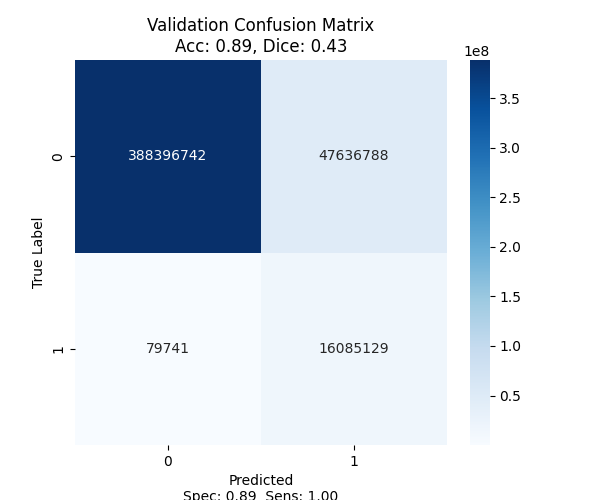 Validation Confusion Matrix
Acc: 0.89, Dice: 0.43
1e8
0
388396742
47636788
3.5
3.0
2.5
2.0
1.5
1.0
0.5
True Label
1
79741
16085129
0
1
Predicted
Spec: 0.89, Sens: 1.00